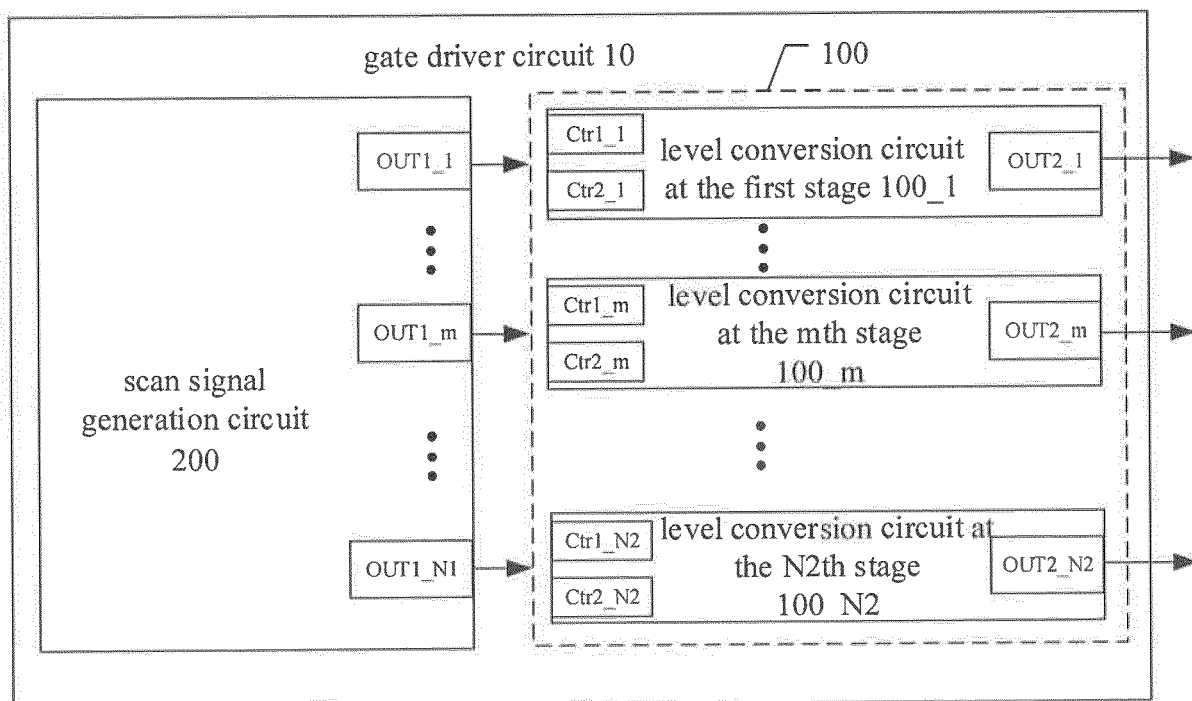 gate driver circuit 10
100
scan signal
generation circuit
200
OUT1_1
OUT1_m
OUT1_N1
Ctr1_1
Ctr2_1
level conversion circuit
at the first stage 100_1
OUT2_1
Ctr1_m
Ctr2_m
level conversion circuit
at the mth stage
100_m
OUT2_m
Ctr1_N2
Ctr2_N2
level conversion circuit at
the N2th stage
100_N2
OUT2_N2